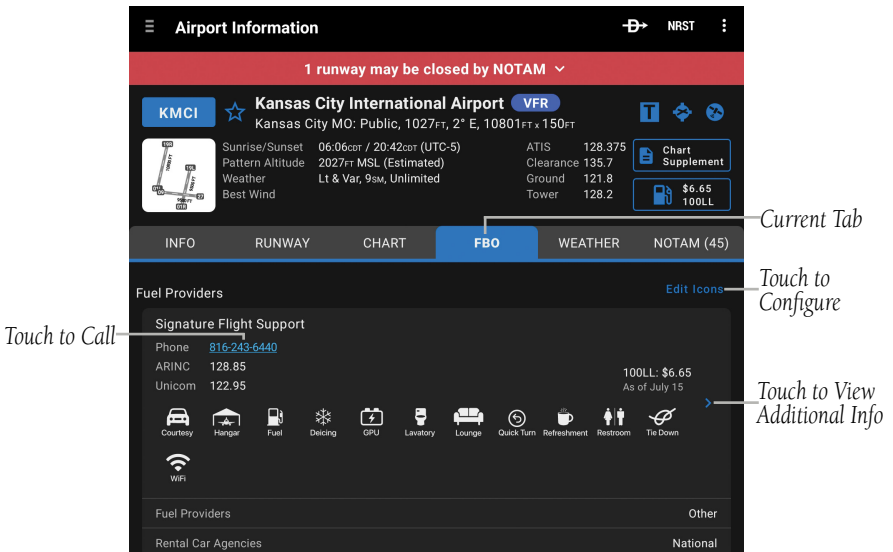 Airport Information
D
NRST
1 runway may be closed by NOTAM
KMCI
Kansas City International Airport VFR
Kansas City MO: Public, 1027FT, 2° E, 10801FT x 150FT
T
Sunrise/Sunset 06:06CDT / 20:42CDT (UTC-5)
Pattern Altitude 2027FT MSL (Estimated)
Weather Lt & Var, 9SM, Unlimited
Best Wind
ATIS 128.375
Clearance 135.7
Ground 121.8
Tower 128.2
Chart
Supplement
$6.65
100LL
Current Tab
INFO RUNWAY CHART FBO WEATHER NOTAM (45)
Fuel Providers
Edit Icons
Touch to
Configure
Signature Flight Support
Touch to Call
Phone 816-243-6440
ARINC 128.85
Unicom 122.95
100LL: $6.65
As of July 15
Touch to View
Additional Info
Courtesy Hangar Fuel Deicing GPU Lavatory Lounge Quick Turn Refreshment Restroom Tie Down
WiFi
Fuel Providers Other
Rental Car Agencies National